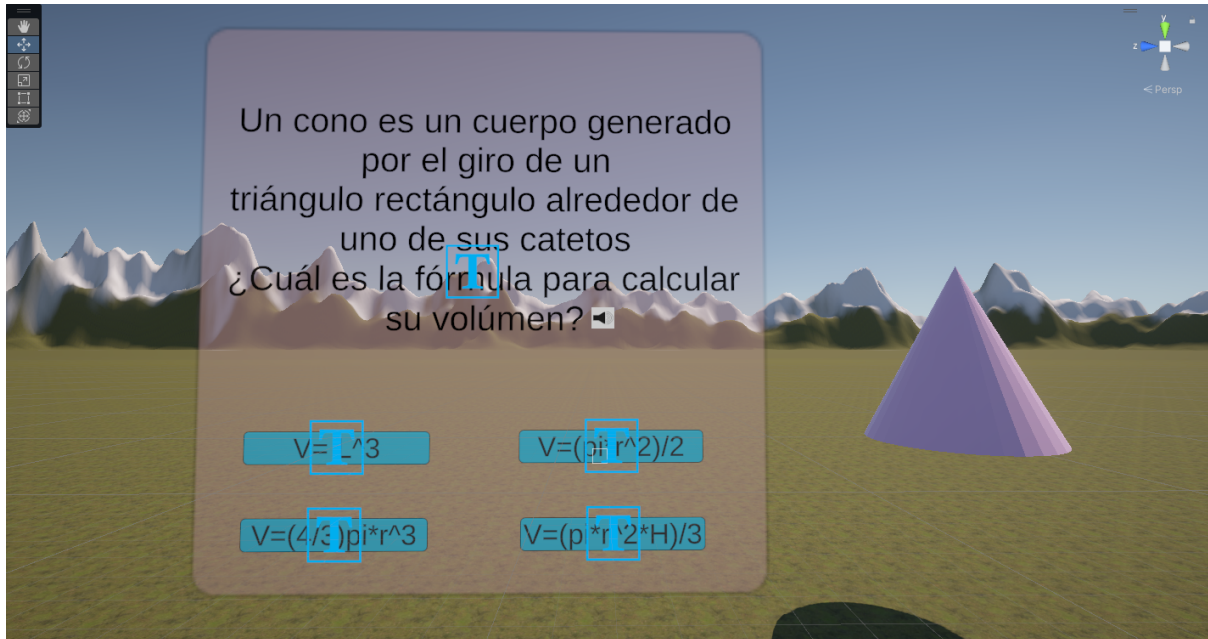 Un cono es un cuerpo generado
por el giro de un
triángulo rectángulo alrededor de
uno de sus catetos
¿Cuál es la fórmula para calcular
su volúmen?
V= L^3
V=(pi*r^2)/2
V=(4/3)pi*r^3
V=(pi*r^2*H)/3
y
z
< Persp